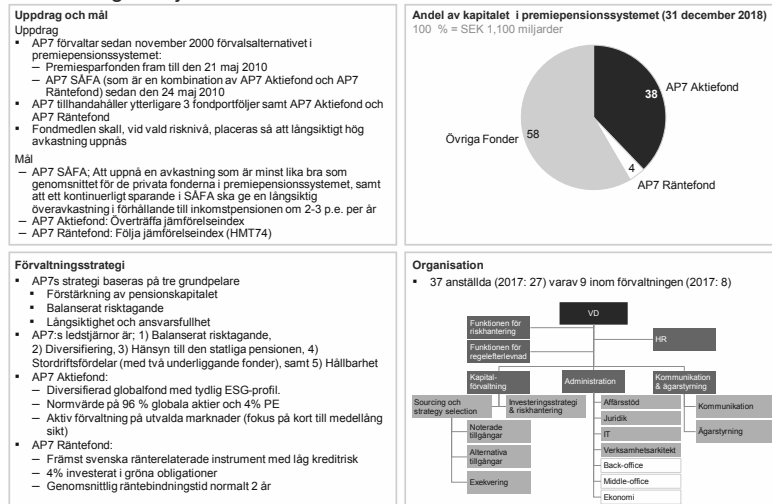 Uppdrag och mål
Uppdrag
▪ AP7 förvaltar sedan november 2000 förvalsalternativet i
premiepensionssystemet:
– Premiesparfonden fram till den 21 maj 2010
– AP7 SÅFA (som är en kombination av AP7 Aktiefond och AP7
Räntefond) sedan den 24 maj 2010
▪ AP7 tillhandahåller ytterligare 3 fondportföljer samt AP7 Aktiefond och
AP7 Räntefond
▪ Fondmedlen skall, vid vald risknivå, placeras så att långsiktigt hög
avkastning uppnås
Mål
– AP7 SÅFA; Att uppnå en avkastning som är minst lika bra som
genomsnittet för de privata fonderna i premiepensionssystemet, samt
att ett kontinuerligt sparande i SÅFA ska ge en långsiktig
överavkastning i förhållande till inkomstpensionen om 2-3 p.e. per år
– AP7 Aktiefond: Överträffa jämförelseindex
– AP7 Räntefond: Följa jämförelseindex (HMT74)
Andel av kapitalet i premiepensionssystemet (31 december 2018)
100 % = SEK 1,100 miljarder
38
AP7 Aktiefond
Övriga Fonder
58
4
AP7 Räntefond
Förvaltningsstrategi
▪ AP7s strategi baseras på tre grundpelare
▪ Förstärkning av pensionskapitalet
▪ Balanserat risktagande
▪ Långsiktighet och ansvarsfullhet
▪ AP7:s ledstjärnor är; 1) Balanserat risktagande,
2) Diversifiering, 3) Hänsyn till den statliga pensionen, 4)
Stordriftsfördelar (med två underliggande fonder), samt 5) Hållbarhet
▪ AP7 Aktiefond:
– Diversifierad globalfond med tydlig ESG-profil.
– Normvärde på 96 % globala aktier och 4% PE
– Aktiv förvaltning på utvalda marknader (fokus på kort till medellång
sikt)
▪ AP7 Räntefond:
– Främst svenska ränterelaterade instrument med låg kreditrisk
– 4% investerat i gröna obligationer
– Genomsnittlig räntebindningstid normalt 2 år
Organisation
▪ 37 anställda (2017: 27) varav 9 inom förvaltningen (2017: 8)
VD
Funktionen för
riskhantering
HR
Funktionen för
regelefterlevnad
Kapital-
förvaltning
Administration
Kommunikation
& ägarstyrning
Sourcing och
strategy selection
Investeringsstrategi
& riskhantering
Noterade
tillgångar
Alternativa
tillgångar
Exekvering
Affärsstöd
Juridik
IT
Verksamhetsarkitekt
Back-office
Middle-office
Ekonomi
Kommunikation
Ägarstyrning